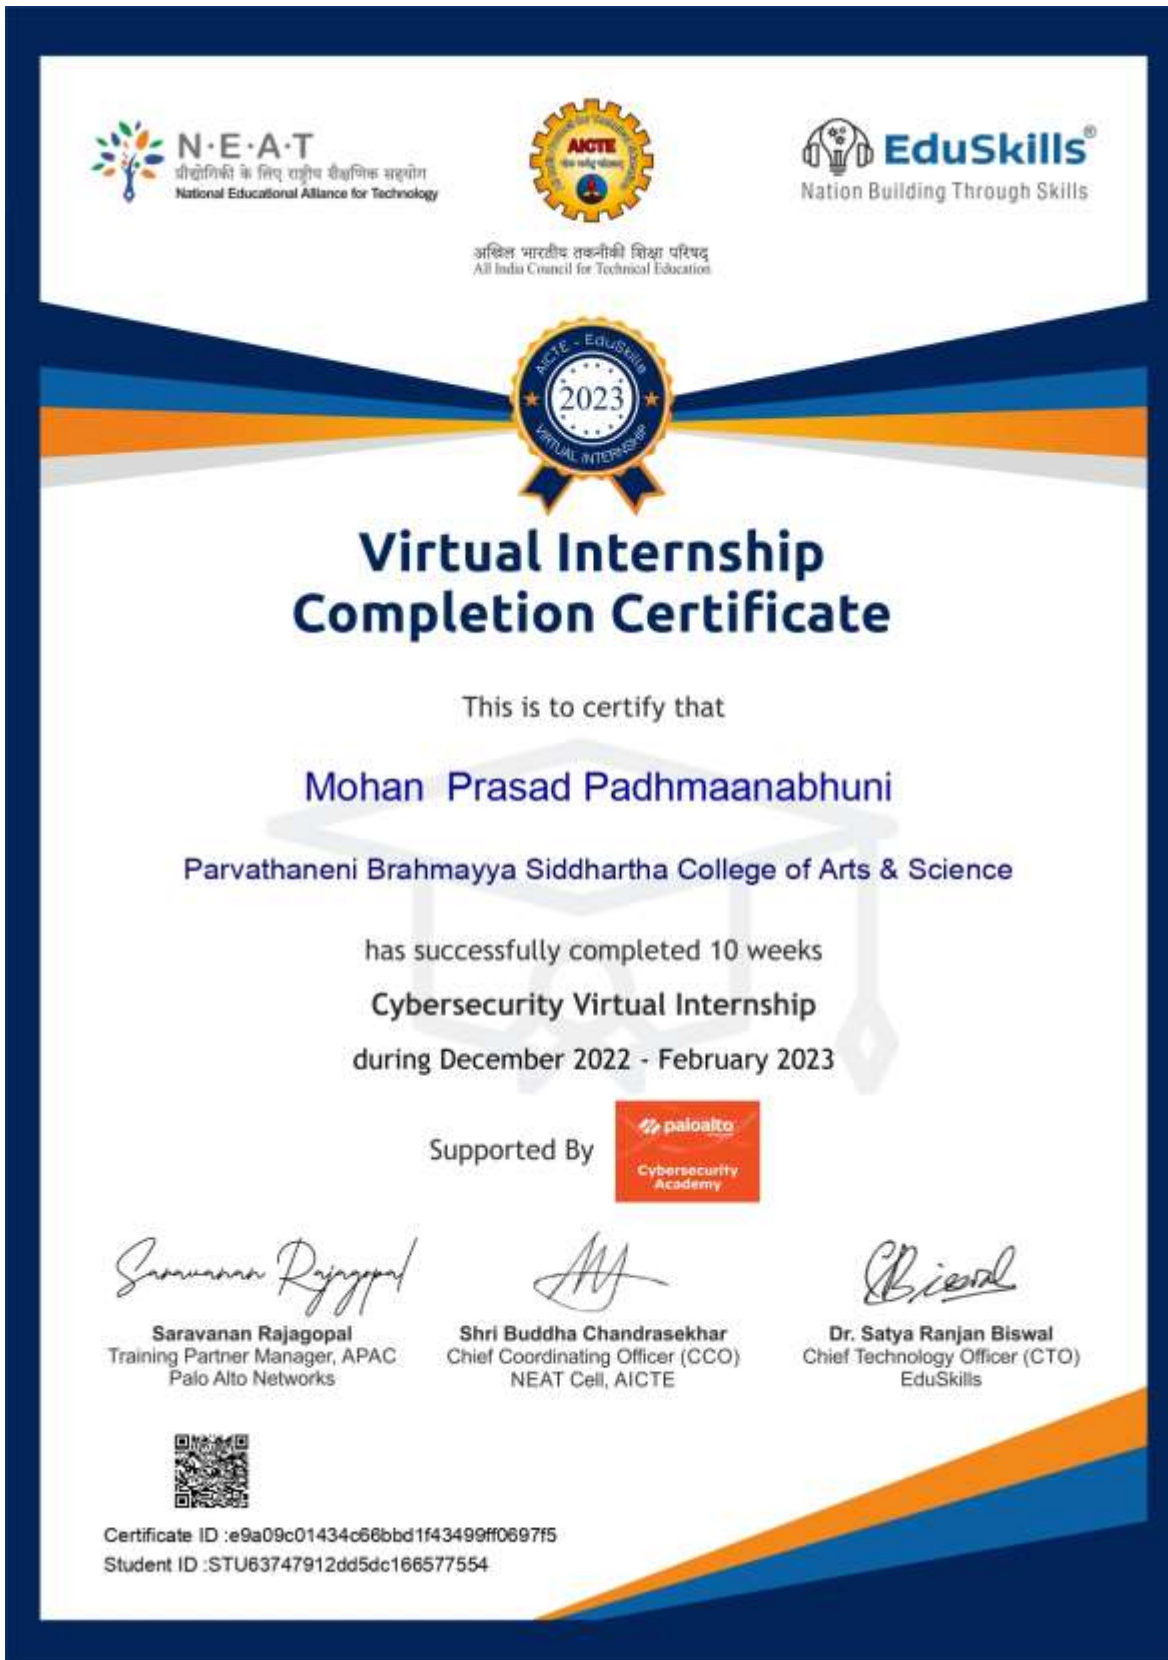 N·E·A·T
प्रौद्योगिकी के लिए राष्ट्रीय शैक्षणिक सहयोग
National Educational Alliance for Technology
AICTE
EduSkills®
Nation Building Through Skills
अखिल भारतीय तकनीकी शिक्षा परिषद्
All India Council for Technical Education
AICTE - EduSkills
2023
VIRTUAL INTERNSHIP
Virtual Internship
Completion Certificate
This is to certify that
Mohan Prasad Padhmaanabhuni
Parvathaneni Brahmayya Siddhartha College of Arts & Science
has successfully completed 10 weeks
Cybersecurity Virtual Internship
during December 2022 - February 2023
Supported By
paloalto
Cybersecurity
Academy
Saravanan Rajagopal
Saravanan Rajagopal
Training Partner Manager, APAC
Palo Alto Networks
Shri Buddha Chandrasekhar
Chief Coordinating Officer (CCO)
NEAT Cell, AICTE
Dr. Satya Ranjan Biswal
Chief Technology Officer (CTO)
EduSkills
Certificate ID :e9a09c01434c66bbd1f43499ff0697f5
Student ID :STU63747912dd5dc166577554